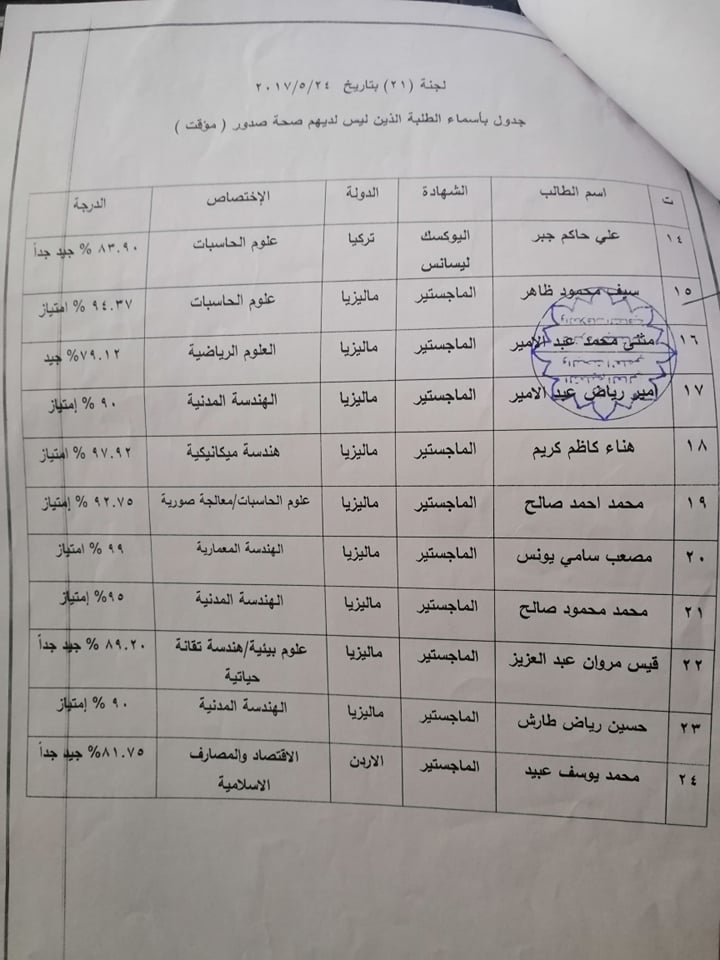 لجنة (٢١) بتاريخ ٢٠١٧/٥/٢٤
جدول بأسماء الطلبة الذين ليس لديهم صحة صدور ( مؤقت )
ت اسم الطالب الشهادة الدولة الإختصاص الدرجة
١٤ علي حاكم جبر اليوكسك ليسانس تركيا علوم الحاسبات ٨٣.٩٠ % جيد جداً
١٥ سيف محمود ظاهر الماجستير ماليزيا علوم الحاسبات ٩٤.٣٧ % امتياز
١٦ مثنى محمد عبد الامير الماجستير ماليزيا العلوم الرياضية ٧٩.١٢% جيد
١٧ امير رياض عبد الامير الماجستير ماليزيا الهندسة المدنية ٩٠ % إمتياز
١٨ هناء كاظم كريم الماجستير ماليزيا هندسة ميكانيكية ٩٧.٩٢ % امتياز
١٩ محمد احمد صالح الماجستير ماليزيا علوم الحاسبات/معالجة صورية ٩٢.٧٥ % إمتياز
٢٠ مصعب سامي يونس الماجستير ماليزيا الهندسة المعمارية ٩٩ % امتياز
٢١ محمد محمود صالح الماجستير ماليزيا الهندسة المدنية ٩٥% إمتياز
٢٢ قيس مروان عبد العزيز الماجستير ماليزيا علوم بيئية/هندسة تقانة حياتية ٨٩.٢٠ % جيد جداً
٢٣ حسين رياض طارش الماجستير ماليزيا الهندسة المدنية ٩٠ % إمتياز
٢٤ محمد يوسف عبيد الماجستير الاردن الاقتصاد والمصارف الاسلامية ٨١.٧٥% جيد جداً